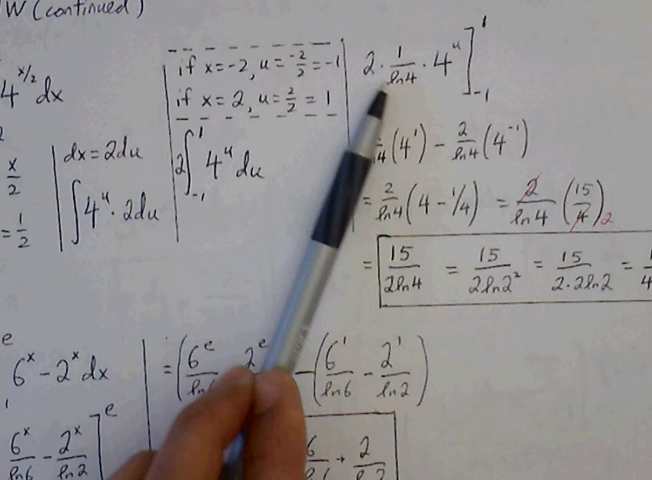 W (continued)
4^{x/2} dx
x/2
= 1/2
dx = 2du
∫ 4^u · 2du
if x = -2, u = -2/2 = -1
if x = 2, u = 2/2 = 1
2 ∫_{-1}^{1} 4^u du
2 · 1/ln4 · 4^u ]_{-1}^{1}
(4^1) - 2/ln4 (4^{-1})
= 2/ln4 (4 - 1/4) = 2/ln4 (15/4) 2
= 15/2ln4 = 15/2ln2^2 = 15/2·2ln2 =
e
1
6^x - 2^x dx
6^x/ln6 - 2^x/ln2 ]^e
= (6^e/ln6 2^e - (6^1/ln6 - 2^1/ln2)
+ 2/ln2